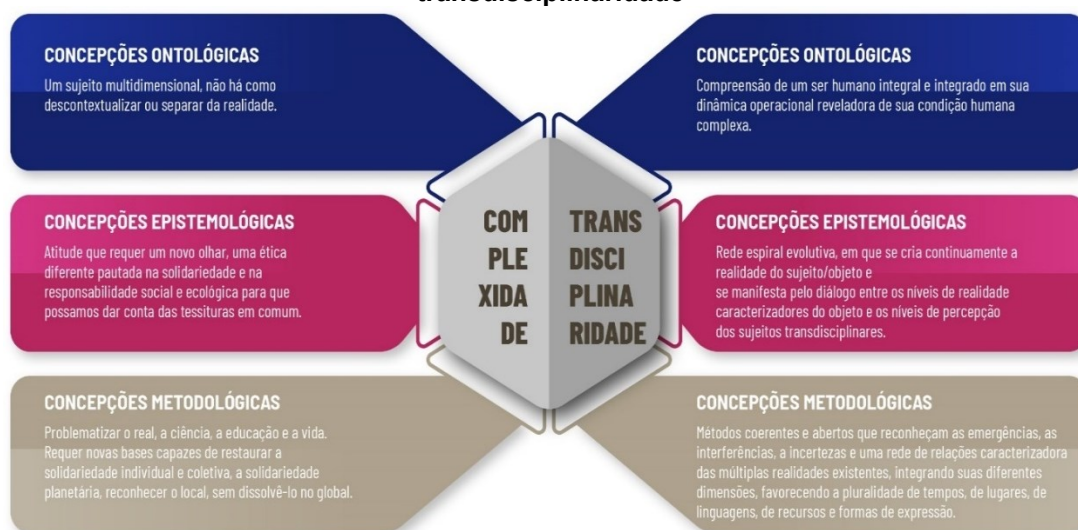 transdisciplinaridade
CONCEPÇÕES ONTOLÓGICAS
Um sujeito multidimensional, não há como
descontextualizar ou separar da realidade.
CONCEPÇÕES ONTOLÓGICAS
Compreensão de um ser humano integral e integrado em sua
dinâmica operacional reveladora de sua condição humana
complexa.
CONCEPÇÕES EPISTEMOLÓGICAS
Atitude que requer um novo olhar, uma ética
diferente pautada na solidariedade e na
responsabilidade social e ecológica para que
possamos dar conta das tessituras em comum.
COM
PLE
XIDA
DE
TRANS
DISCI
PLINA
RIDADE
CONCEPÇÕES EPISTEMOLÓGICAS
Rede espiral evolutiva, em que se cria continuamente a
realidade do sujeito/objeto e
se manifesta pelo diálogo entre os níveis de realidade
caracterizadores do objeto e os níveis de percepção
dos sujeitos transdisciplinares.
CONCEPÇÕES METODOLÓGICAS
Problematizar o real, a ciência, a educação e a vida.
Requer novas bases capazes de restaurar a
solidariedade individual e coletiva, a solidariedade
planetária, reconhecer o local, sem dissolvê-lo no global.
CONCEPÇÕES METODOLÓGICAS
Métodos coerentes e abertos que reconheçam as emergências, as
interferências, a incertezas e uma rede de relações caracterizadora
das múltiplas realidades existentes, integrando suas diferentes
dimensões, favorecendo a pluralidade de tempos, de lugares, de
linguagens, de recursos e formas de expressão.